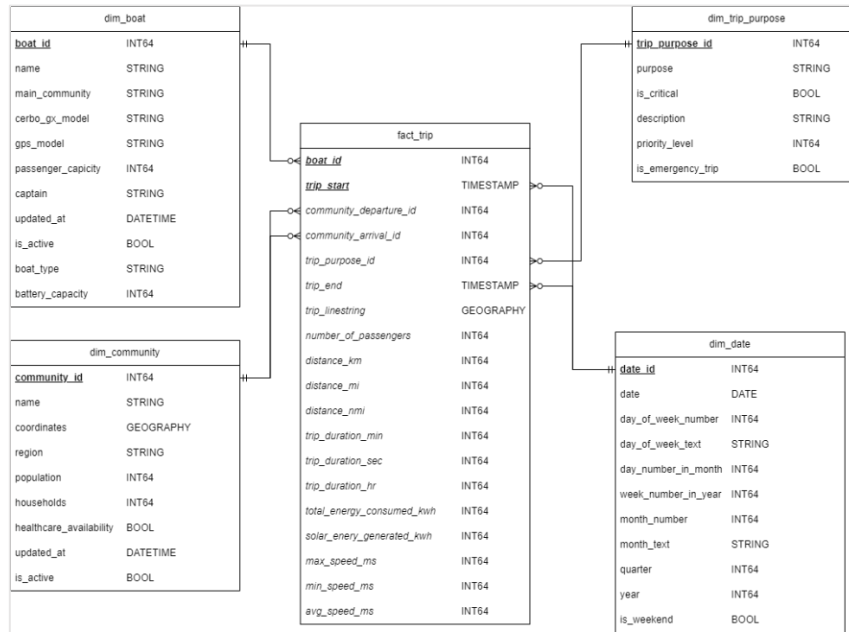 dim_boat
boat_id INT64
name STRING
main_community STRING
cerbo_gx_model STRING
gps_model STRING
passenger_capicity INT64
captain STRING
updated_at DATETIME
is_active BOOL
boat_type STRING
battery_capacity INT64
dim_community
community_id INT64
name STRING
coordinates GEOGRAPHY
region STRING
population INT64
households INT64
healthcare_availability BOOL
updated_at DATETIME
is_active BOOL
fact_trip
boat_id INT64
trip_start TIMESTAMP
community_departure_id INT64
community_arrival_id INT64
trip_purpose_id INT64
trip_end TIMESTAMP
trip_linestring GEOGRAPHY
number_of_passengers INT64
distance_km INT64
distance_mi INT64
distance_nmi INT64
trip_duration_min INT64
trip_duration_sec INT64
trip_duration_hr INT64
total_energy_consumed_kwh INT64
solar_enery_generated_kwh INT64
max_speed_ms INT64
min_speed_ms INT64
avg_speed_ms INT64
dim_trip_purpose
trip_purpose_id INT64
purpose STRING
is_critical BOOL
description STRING
priority_level INT64
is_emergency_trip BOOL
dim_date
date_id INT64
date DATE
day_of_week_number INT64
day_of_week_text STRING
day_number_in_month INT64
week_number_in_year INT64
month_number INT64
month_text STRING
quarter INT64
year INT64
is_weekend BOOL